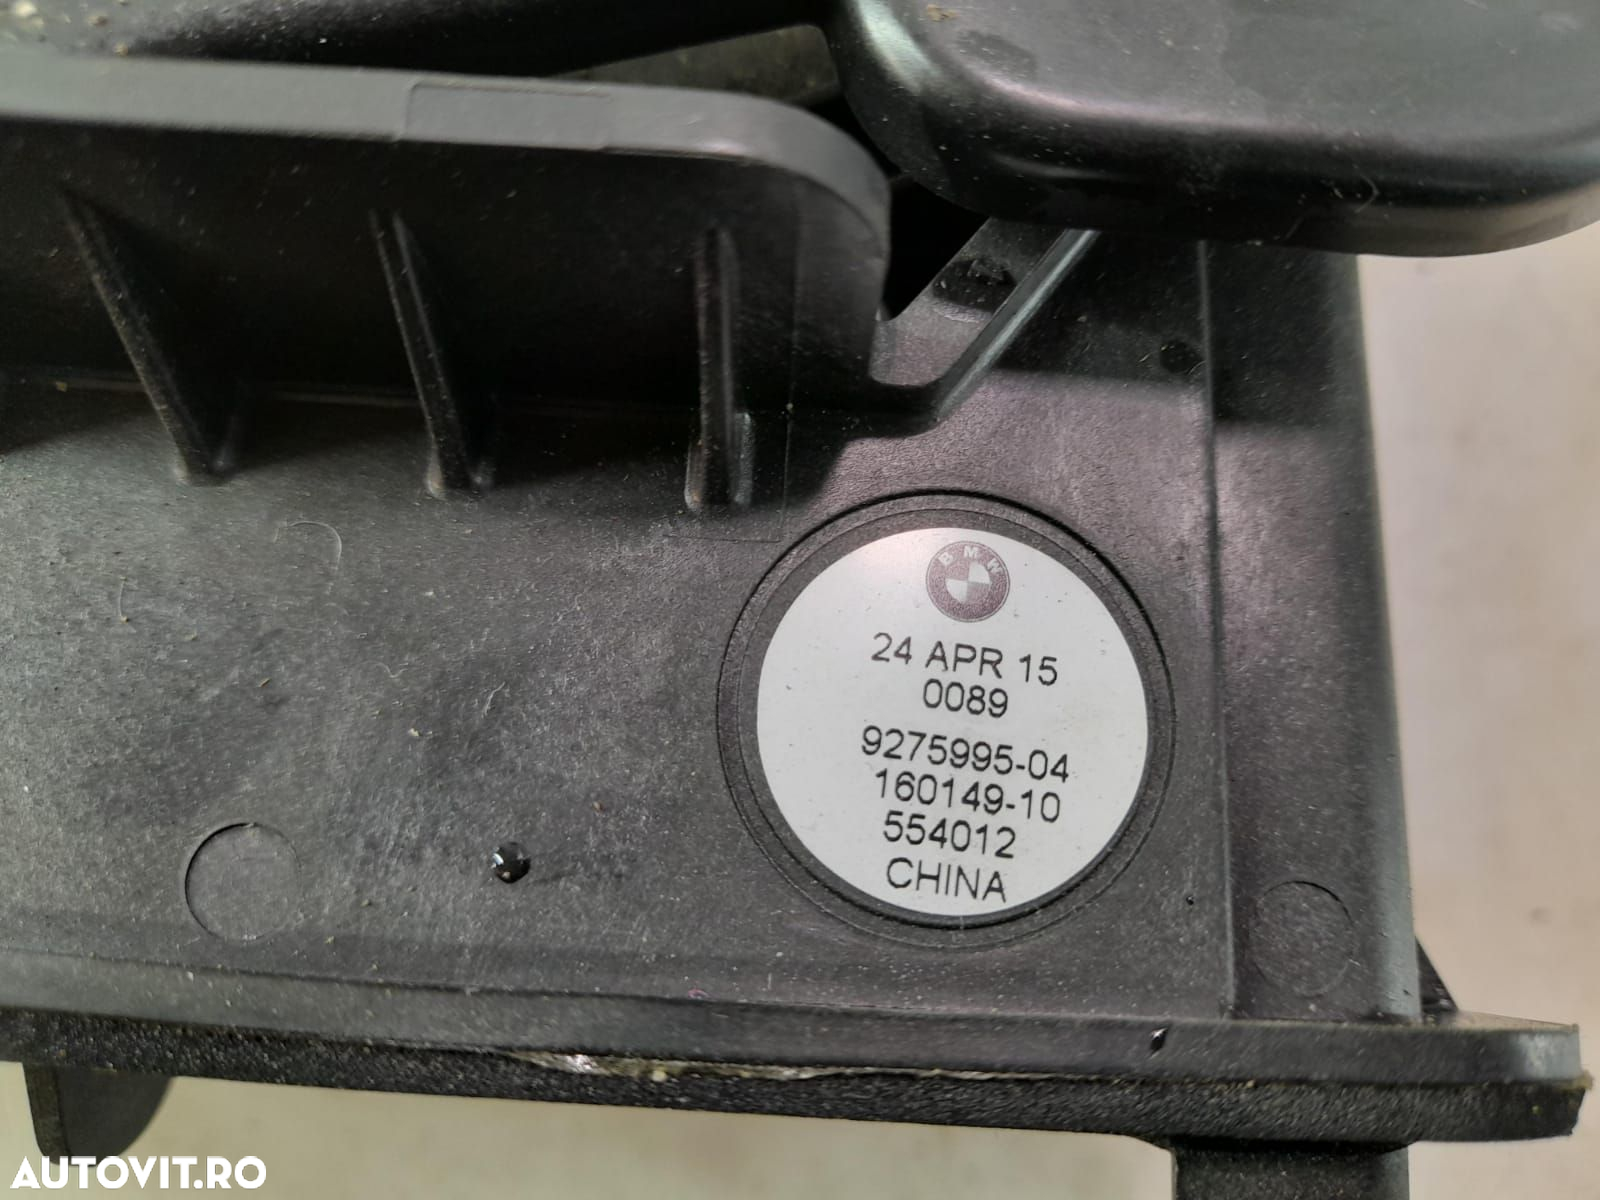 BMW
24 APR 15
0089
9275995-04
160149-10
554012
CHINA
AUTOVIT.RO